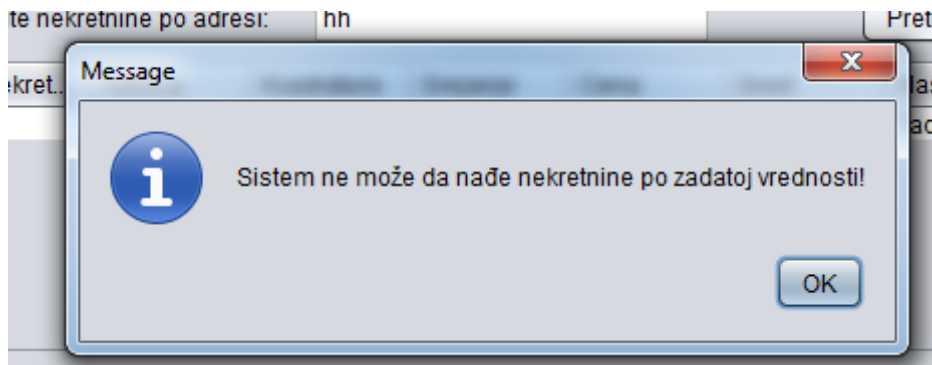 te nekretnine po adresi: hh Pret
Message
ekret..
Sistem ne može da nađe nekretnine po zadatoj vrednosti!
OK